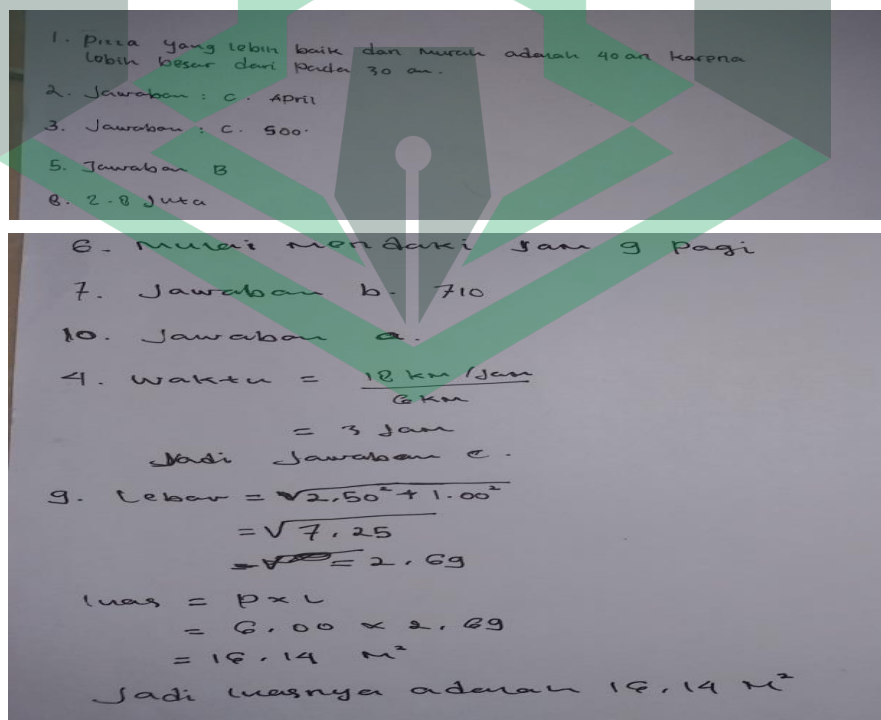 1. Pizza yang lebih baik dan murah adalah 40 an karena
lebih besar dari pada 30 an.
2. Jawaban : C. April
3. Jawaban : C. 500.
5. Jawaban B
8. 2.8 Juta
6. Mulai mendaki jam 9 pagi
7. Jawaban b. 710
10. Jawaban a.
4. Waktu = 18 km / Jam
6 km
= 3 Jam
Jadi Jawaban c.
9. Lebar = √2,50² + 1.00²
= √7,25
= 2,69
luas = P × L
= 6,00 × 2,69
= 16,14 M²
Jadi luasnya adalah 16,14 M²